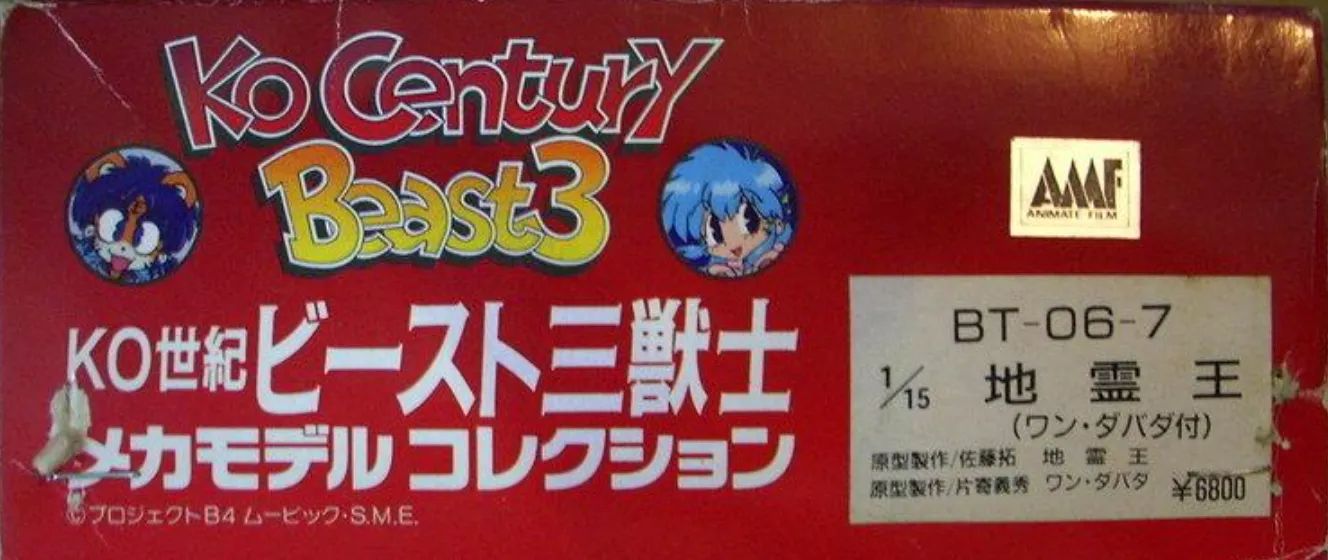 Ko Century
Beast3
KO世紀ビースト三獣士
メカモデル コレクション
©プロジェクトB4 ムービック・S.M.E.
AMF
ANIMATE FILM
BT-06-7
1/15 地霊王
(ワン・ダバダ付)
原型製作/佐藤拓 地霊王
原型製作/片寄義秀 ワン・ダバダ ¥6800